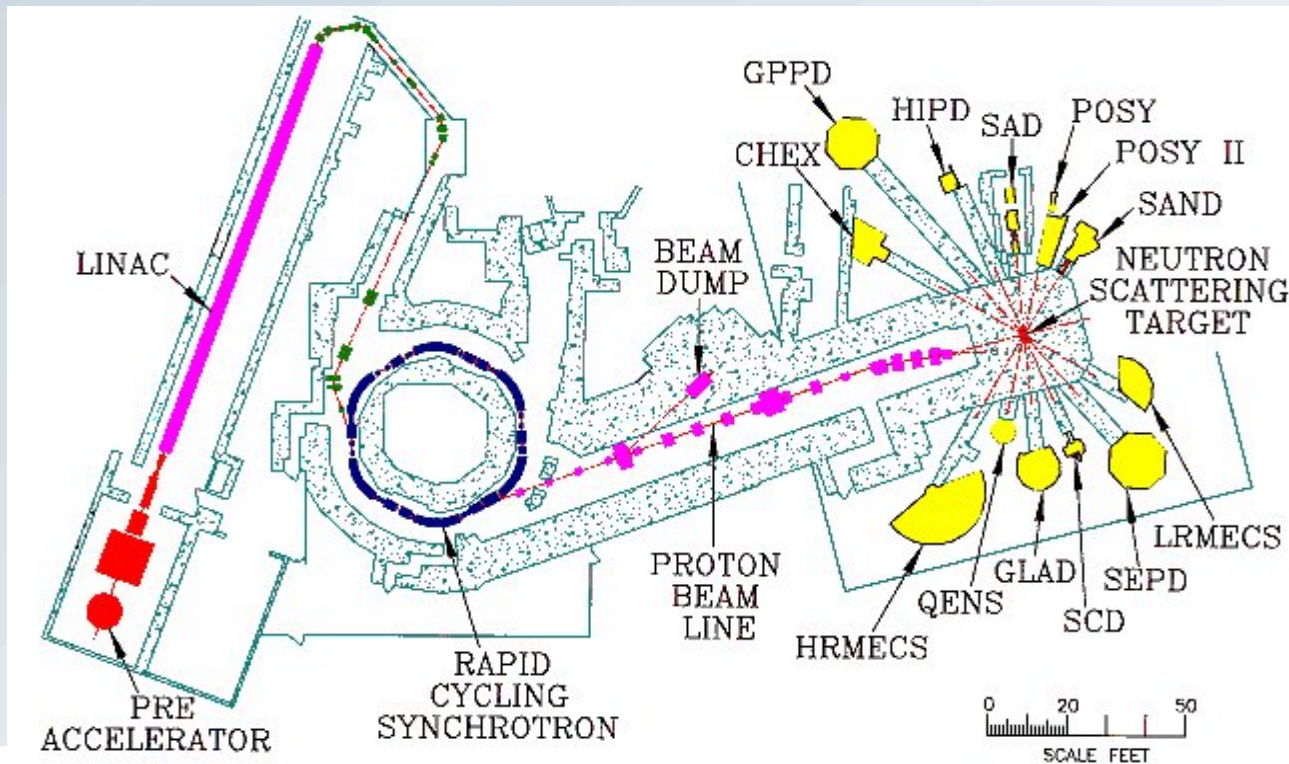 GPPD
HIPD
SAD
POSY
CHEX
POSY II
SAND
LINAC
BEAM
DUMP
NEUTRON
SCATTERING
TARGET
LRMECS
PROTON
BEAM
LINE
GLAD
SEPD
QENS
SCD
HRMECS
RAPID
CYCLING
SYNCHROTRON
PRE
ACCELERATOR
0 20 50
SCALE FEET